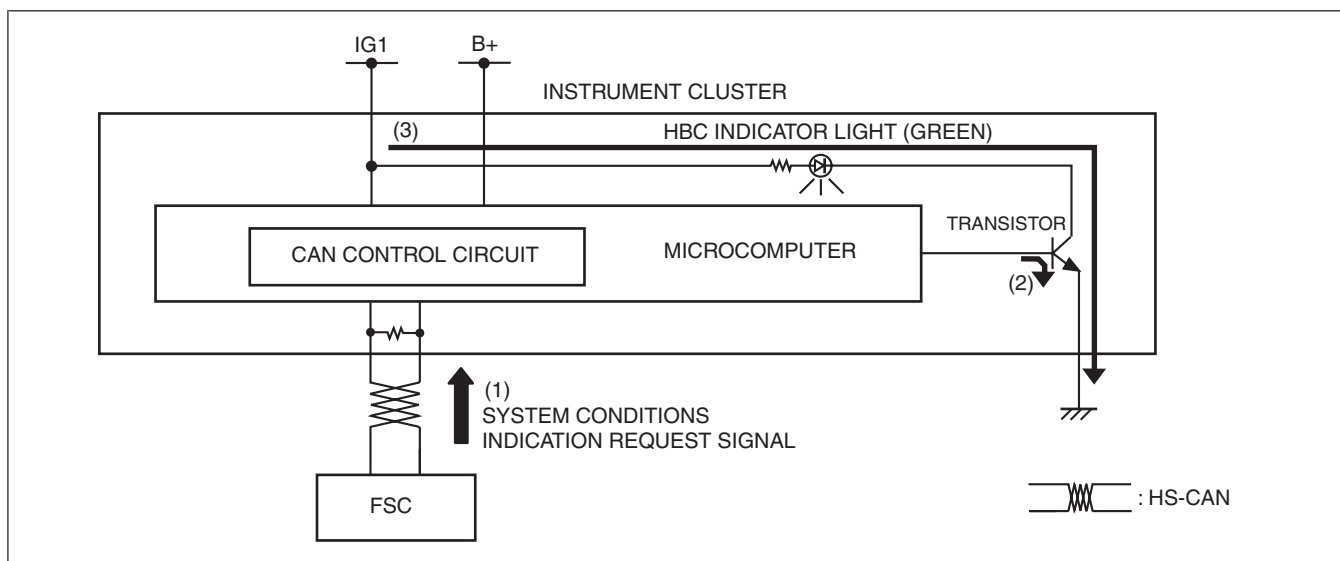 IG1
B+
INSTRUMENT CLUSTER
(3)
HBC INDICATOR LIGHT (GREEN)
TRANSISTOR
CAN CONTROL CIRCUIT
MICROCOMPUTER
(2)
(1)
SYSTEM CONDITIONS
INDICATION REQUEST SIGNAL
FSC
: HS-CAN